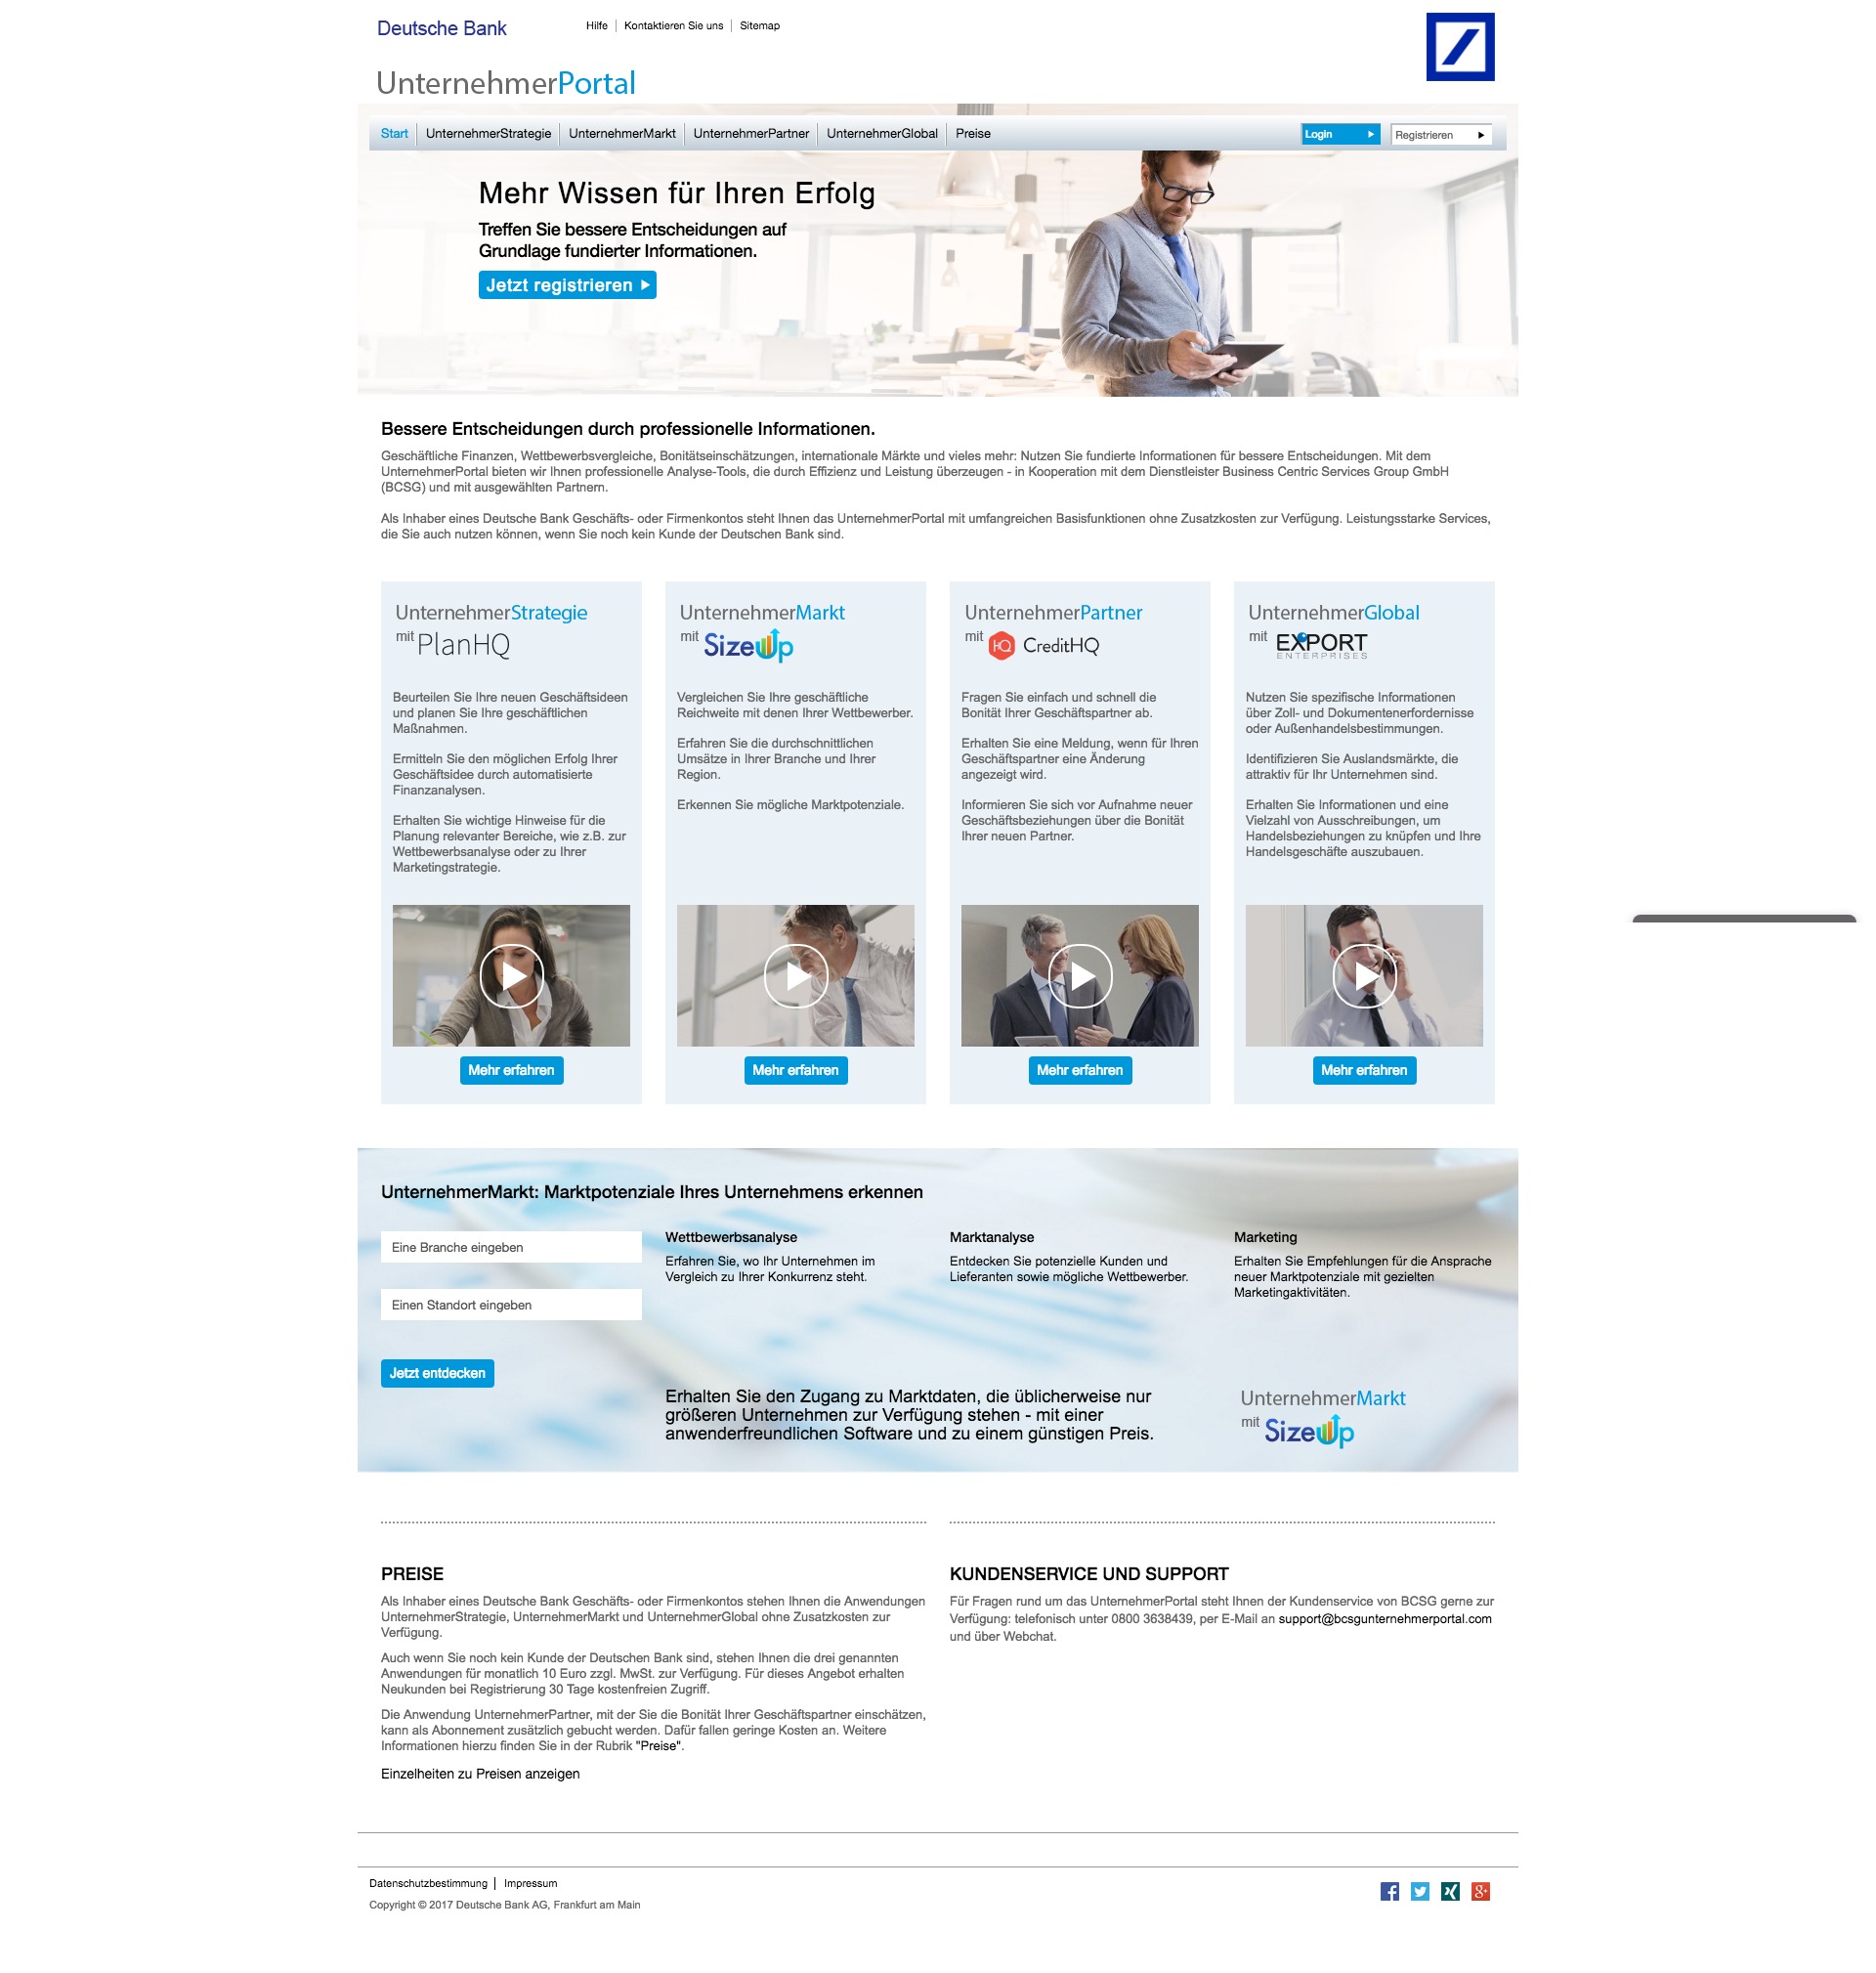 Deutsche Bank
Hilfe
Kontaktieren Sie uns
Sitemap
UnternehmerPortal
Start
UnternehmerStrategie
UnternehmerMarkt
UnternehmerPartner
UnternehmerGlobal
Preise
Login
Registrieren
Mehr Wissen für Ihren Erfolg
Treffen Sie bessere Entscheidungen auf
Grundlage fundierter Informationen.
Jetzt registrieren
Bessere Entscheidungen durch professionelle Informationen.
Geschäftliche Finanzen, Wettbewerbsvergleiche, Bonitätseinschätzungen, internationale Märkte und vieles mehr: Nutzen Sie fundierte Informationen für bessere Entscheidungen. Mit dem
UnternehmerPortal bieten wir Ihnen professionelle Analyse-Tools, die durch Effizienz und Leistung überzeugen - in Kooperation mit dem Dienstleister Business Centric Services Group GmbH
(BCSG) und mit ausgewählten Partnern.
Als Inhaber eines Deutsche Bank Geschäfts- oder Firmenkontos steht Ihnen das UnternehmerPortal mit umfangreichen Basisfunktionen ohne Zusatzkosten zur Verfügung. Leistungsstarke Services,
die Sie auch nutzen können, wenn Sie noch kein Kunde der Deutschen Bank sind.
UnternehmerStrategie
mit PlanHQ
Beurteilen Sie Ihre neuen Geschäftsideen
und planen Sie Ihre geschäftlichen
Maßnahmen.
Ermitteln Sie den möglichen Erfolg Ihrer
Geschäftsidee durch automatisierte
Finanzanalysen.
Erhalten Sie wichtige Hinweise für die
Planung relevanter Bereiche, wie z.B. zur
Wettbewerbsanalyse oder zu Ihrer
Marketingstrategie.
Mehr erfahren
UnternehmerMarkt
mit SizeUp
Vergleichen Sie Ihre geschäftliche
Reichweite mit denen Ihrer Wettbewerber.
Erfahren Sie die durchschnittlichen
Umsätze in Ihrer Branche und Ihrer
Region.
Erkennen Sie mögliche Marktpotenziale.
Mehr erfahren
UnternehmerPartner
mit HQ CreditHQ
Fragen Sie einfach und schnell die
Bonität Ihrer Geschäftspartner ab.
Erhalten Sie eine Meldung, wenn für Ihren
Geschäftspartner eine Änderung
angezeigt wird.
Informieren Sie sich vor Aufnahme neuer
Geschäftsbeziehungen über die Bonität
Ihrer neuen Partner.
Mehr erfahren
UnternehmerGlobal
mit EXPORT
ENTERPRISES
Nutzen Sie spezifische Informationen
über Zoll- und Dokumentenerfordernisse
oder Außenhandelsbestimmungen.
Identifizieren Sie Auslandsmärkte, die
attraktiv für Ihr Unternehmen sind.
Erhalten Sie Informationen und eine
Vielzahl von Ausschreibungen, um
Handelsbeziehungen zu knüpfen und Ihre
Handelsgeschäfte auszubauen.
Mehr erfahren
UnternehmerMarkt: Marktpotenziale Ihres Unternehmens erkennen
Eine Branche eingeben
Einen Standort eingeben
Jetzt entdecken
Wettbewerbsanalyse
Erfahren Sie, wo Ihr Unternehmen im
Vergleich zu Ihrer Konkurrenz steht.
Marktanalyse
Entdecken Sie potenzielle Kunden und
Lieferanten sowie mögliche Wettbewerber.
Marketing
Erhalten Sie Empfehlungen für die Ansprache
neuer Marktpotenziale mit gezielten
Marketingaktivitäten.
Erhalten Sie den Zugang zu Marktdaten, die üblicherweise nur
größeren Unternehmen zur Verfügung stehen - mit einer
anwenderfreundlichen Software und zu einem günstigen Preis.
UnternehmerMarkt
mit SizeUp
PREISE
Als Inhaber eines Deutsche Bank Geschäfts- oder Firmenkontos stehen Ihnen die Anwendungen
UnternehmerStrategie, UnternehmerMarkt und UnternehmerGlobal ohne Zusatzkosten zur
Verfügung.
Auch wenn Sie noch kein Kunde der Deutschen Bank sind, stehen Ihnen die drei genannten
Anwendungen für monatlich 10 Euro zzgl. MwSt. zur Verfügung. Für dieses Angebot erhalten
Neukunden bei Registrierung 30 Tage kostenfreien Zugriff.
Die Anwendung UnternehmerPartner, mit der Sie die Bonität Ihrer Geschäftspartner einschätzen,
kann als Abonnement zusätzlich gebucht werden. Dafür fallen geringe Kosten an. Weitere
Informationen hierzu finden Sie in der Rubrik "Preise".
Einzelheiten zu Preisen anzeigen
KUNDENSERVICE UND SUPPORT
Für Fragen rund um das UnternehmerPortal steht Ihnen der Kundenservice von BCSG gerne zur
Verfügung: telefonisch unter 0800 3638439, per E-Mail an support@bcsgunternehmerportal.com
und über Webchat.
Datenschutzbestimmung
Impressum
Copyright © 2017 Deutsche Bank AG, Frankfurt am Main